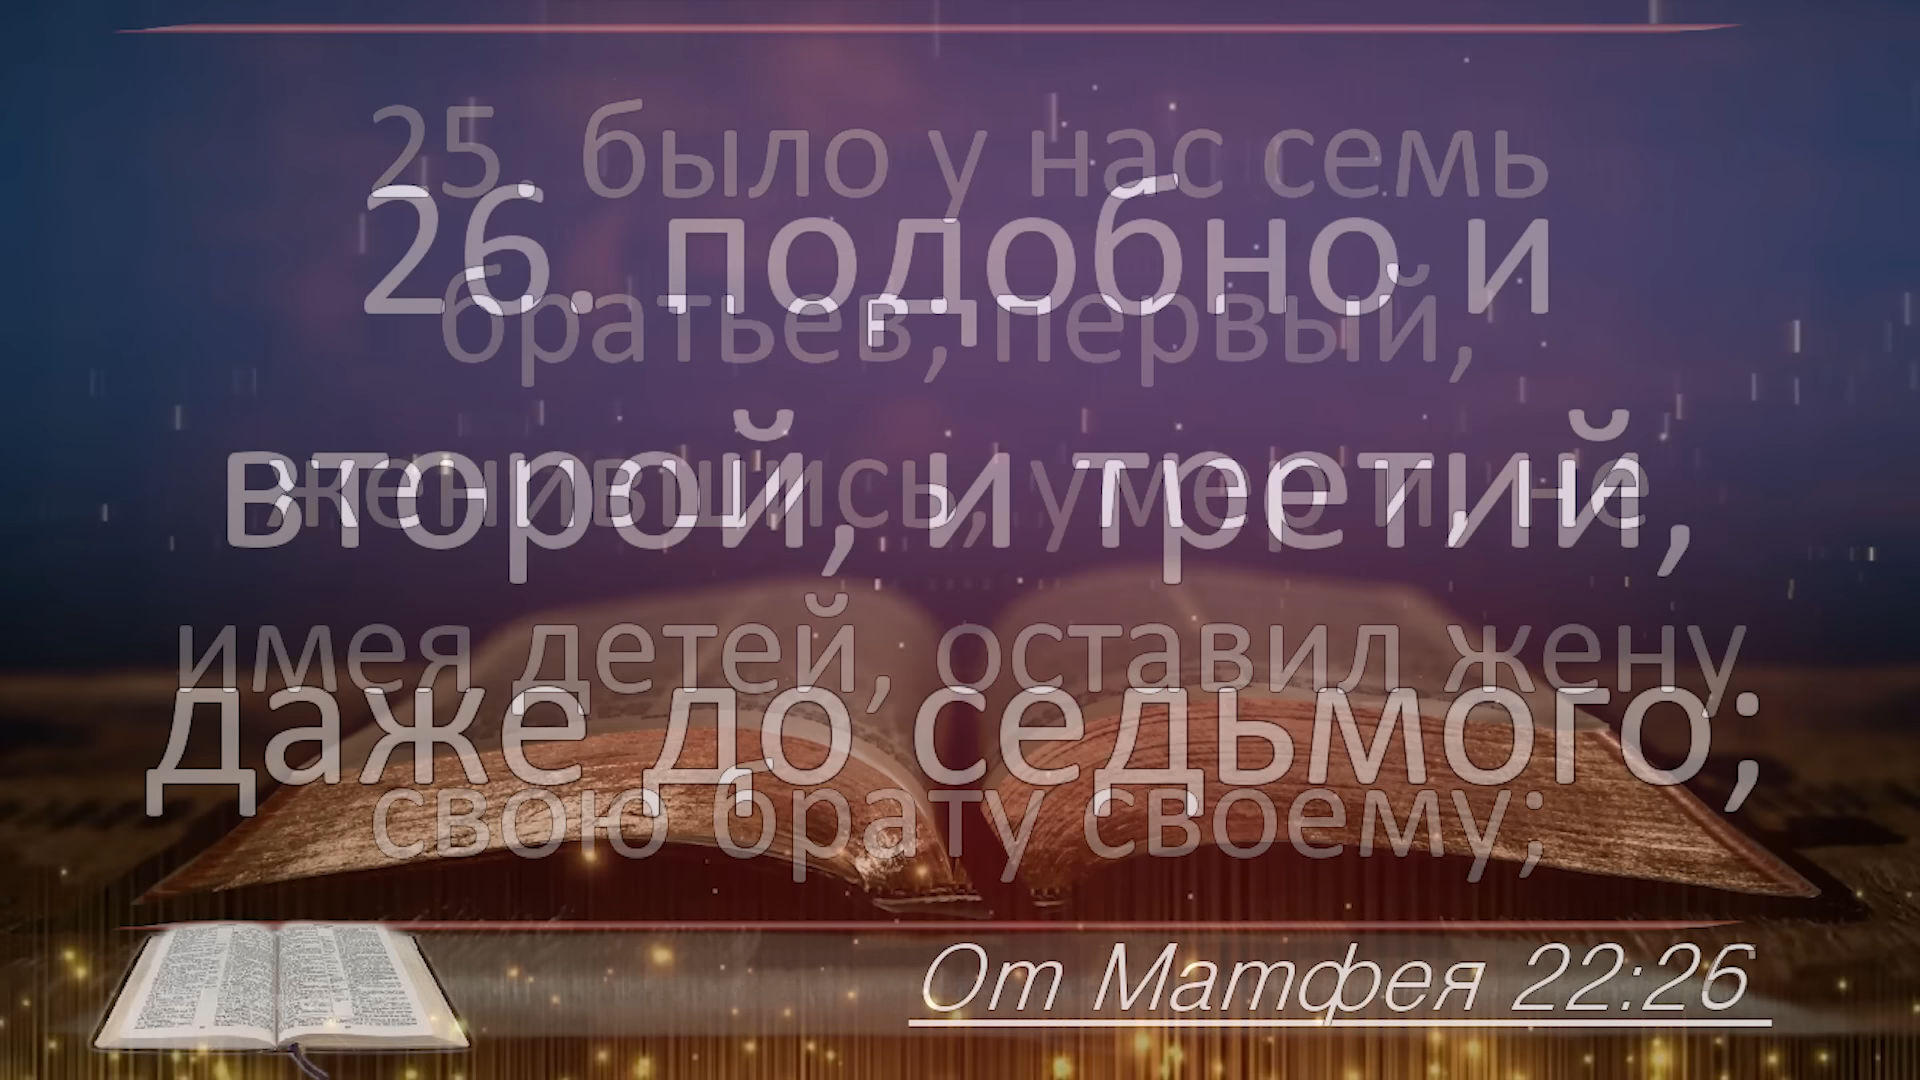 25. было у нас семь
братьев; первый,
женившись, умер и, не
имея детей, оставил жену
свою брату своему;
26. подобно и
второй, и третий,
даже до седьмого;
От Матфея 22:26